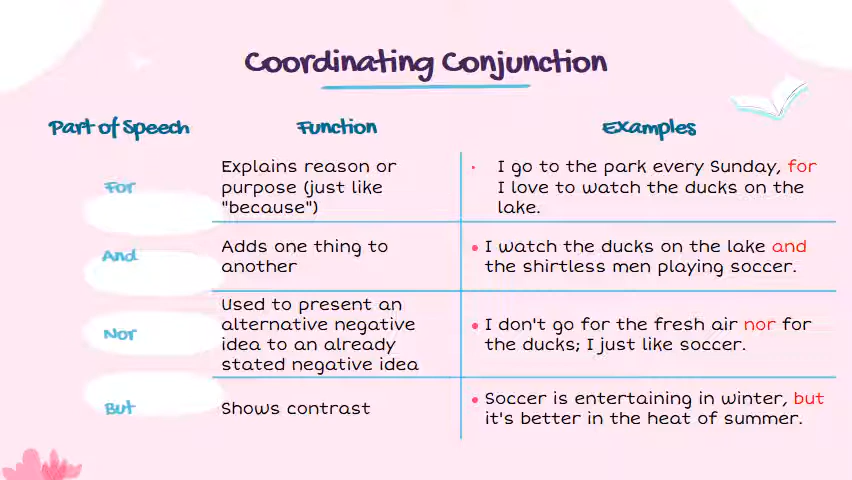 Coordinating Conjunction
Part of Speech
Function
Examples
For
Explains reason or
purpose (just like
"because")
I go to the park every Sunday, for
I love to watch the ducks on the
lake.
And
Adds one thing to
another
I watch the ducks on the lake and
the shirtless men playing soccer.
Nor
Used to present an
alternative negative
idea to an already
stated negative idea
I don't go for the fresh air nor for
the ducks; I just like soccer.
But
Shows contrast
Soccer is entertaining in winter, but
it's better in the heat of summer.